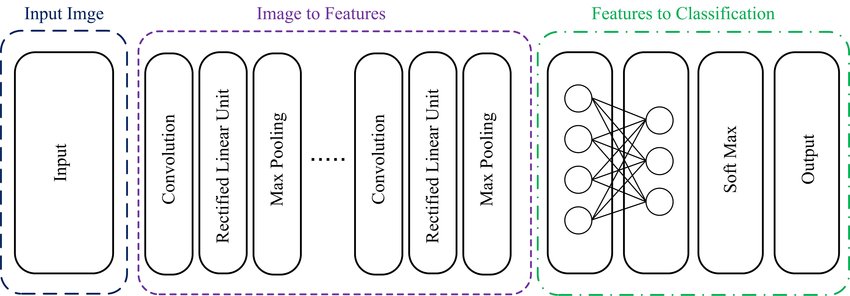 Input Imge
Image to Features
Features to Classification
Input
Convolution
Rectified Linear Unit
Max Pooling
.....
Convolution
Rectified Linear Unit
Max Pooling
Soft Max
Output